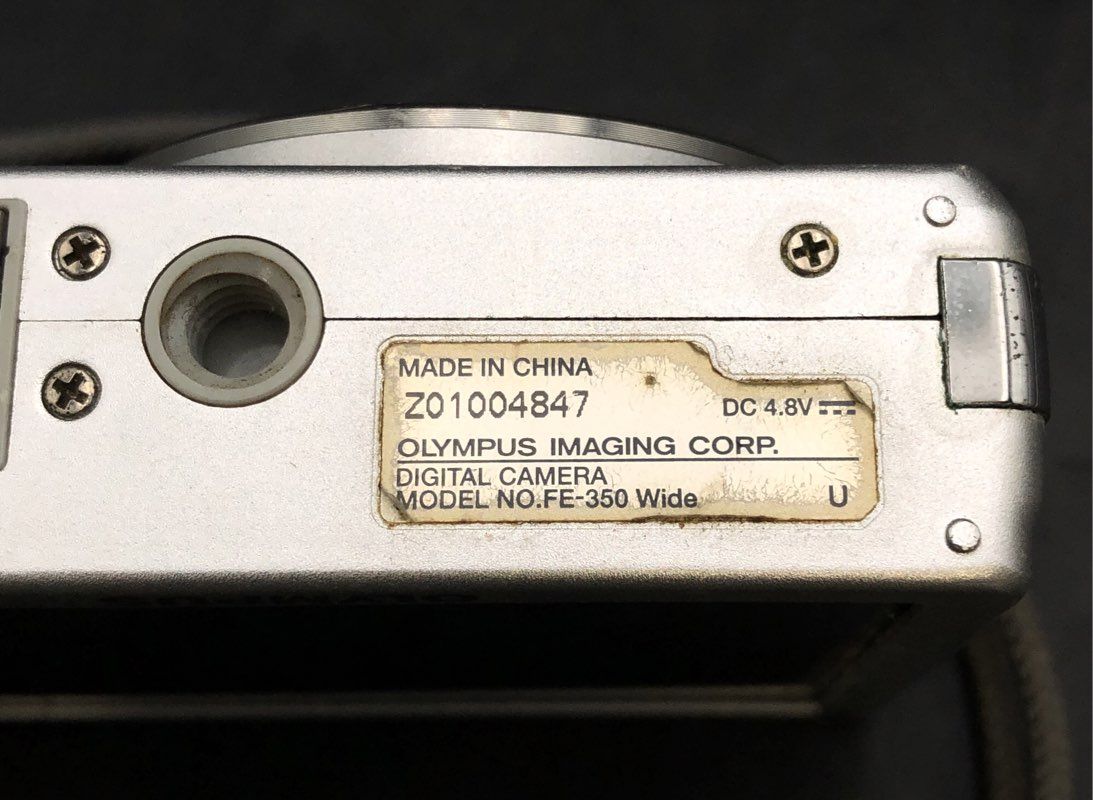 MADE IN CHINA
Z01004847
DC 4.8V ⎓
OLYMPUS IMAGING CORP.
DIGITAL CAMERA
MODEL NO.FE-350 Wide U